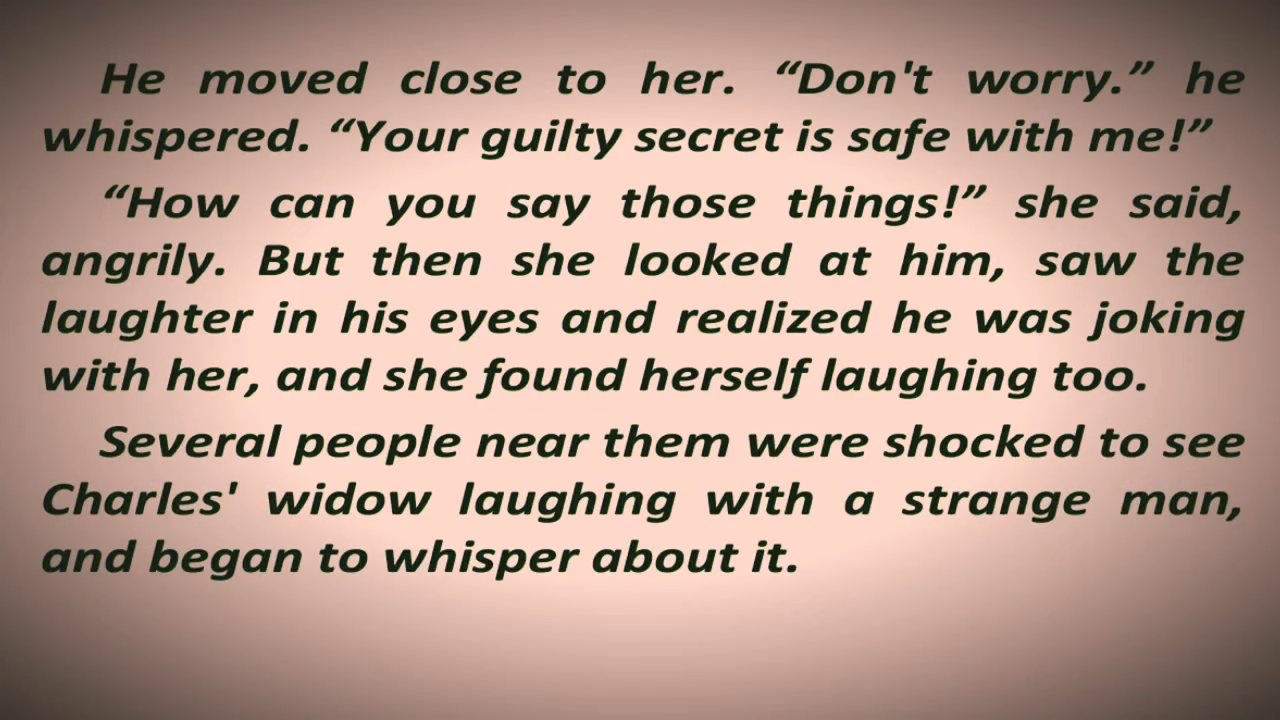 He moved close to her. “Don't worry.” he
whispered. “Your guilty secret is safe with me!”
“How can you say those things!” she said,
angrily. But then she looked at him, saw the
laughter in his eyes and realized he was joking
with her, and she found herself laughing too.
Several people near them were shocked to see
Charles' widow laughing with a strange man,
and began to whisper about it.